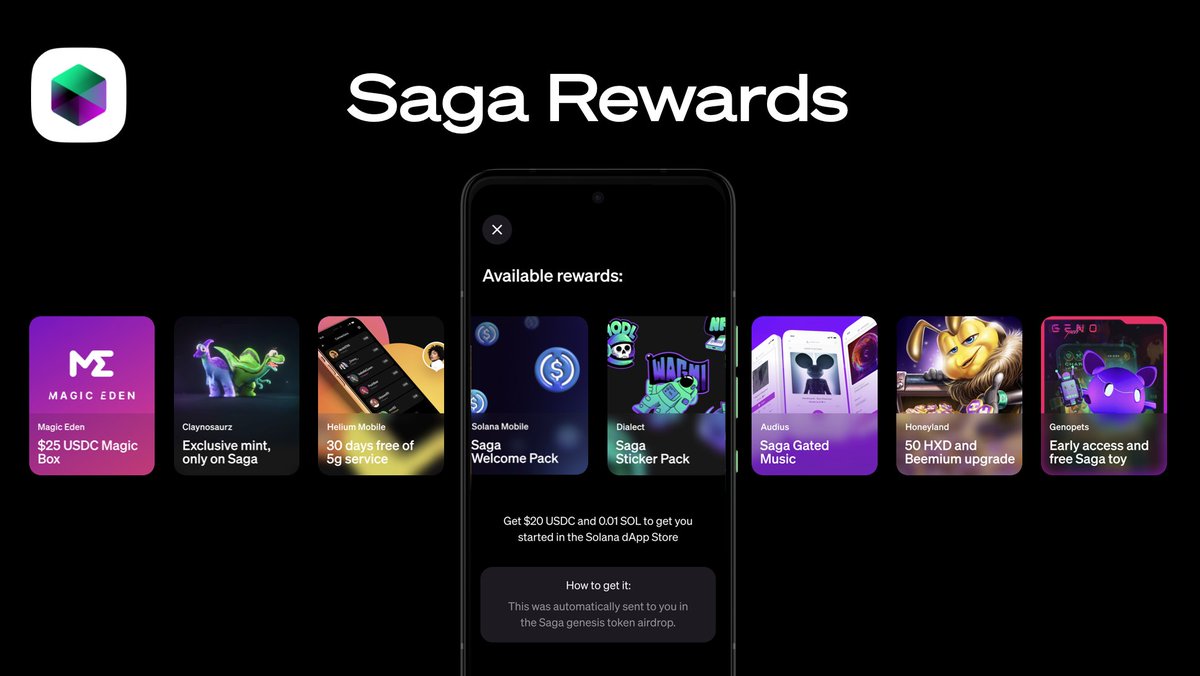 Saga Rewards
Available rewards:
ME
MAGIC EDEN
Magic Eden
$25 USDC Magic
Box
Claynosaurz
Exclusive mint,
only on Saga
Helium Mobile
30 days free of
5g service
Solana Mobile
Saga
Welcome Pack
WAGMI
Dialect
Saga
Sticker Pack
Audius
Saga Gated
Music
Honeyland
50 HXD and
Beemium upgrade
GENO
Genopets
Early access and
free Saga toy
Get $20 USDC and 0.01 SOL to get you
started in the Solana dApp Store
How to get it:
This was automatically sent to you in
the Saga genesis token airdrop.